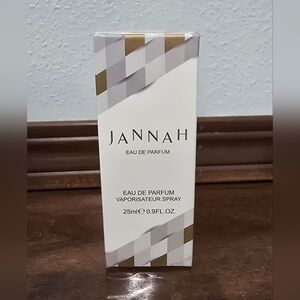 JANNAH
EAU DE PARFUM
EAU DE PARFUM
VAPORISATEUR SPRAY
25ml℮ 0.9FL.OZ.